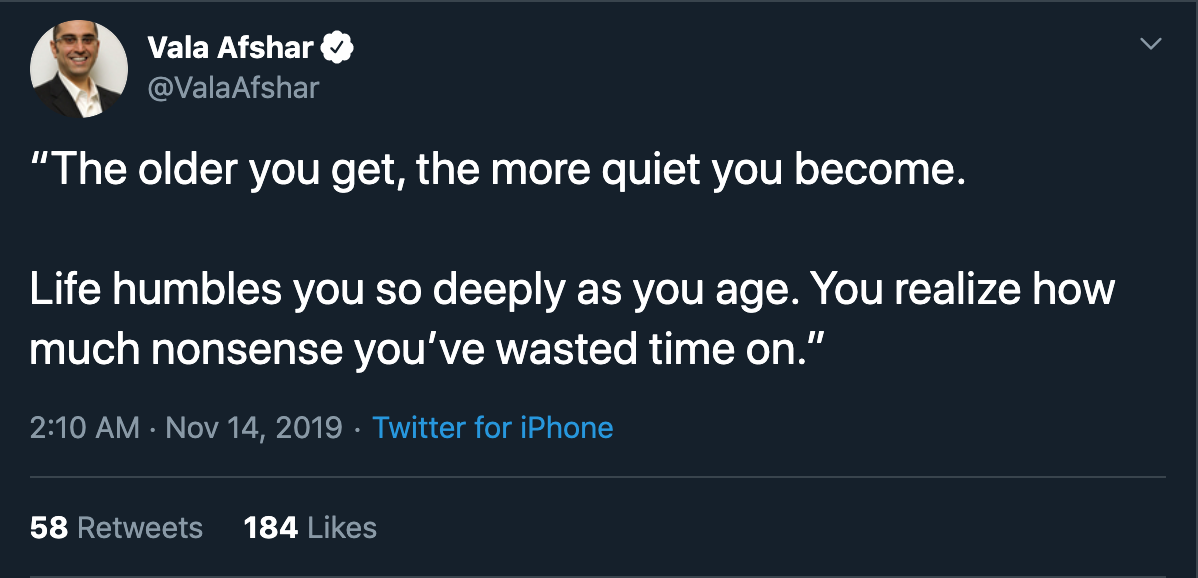 Vala Afshar
@ValaAfshar
“The older you get, the more quiet you become.
Life humbles you so deeply as you age. You realize how
much nonsense you’ve wasted time on.”
2:10 AM · Nov 14, 2019 · Twitter for iPhone
58 Retweets 184 Likes